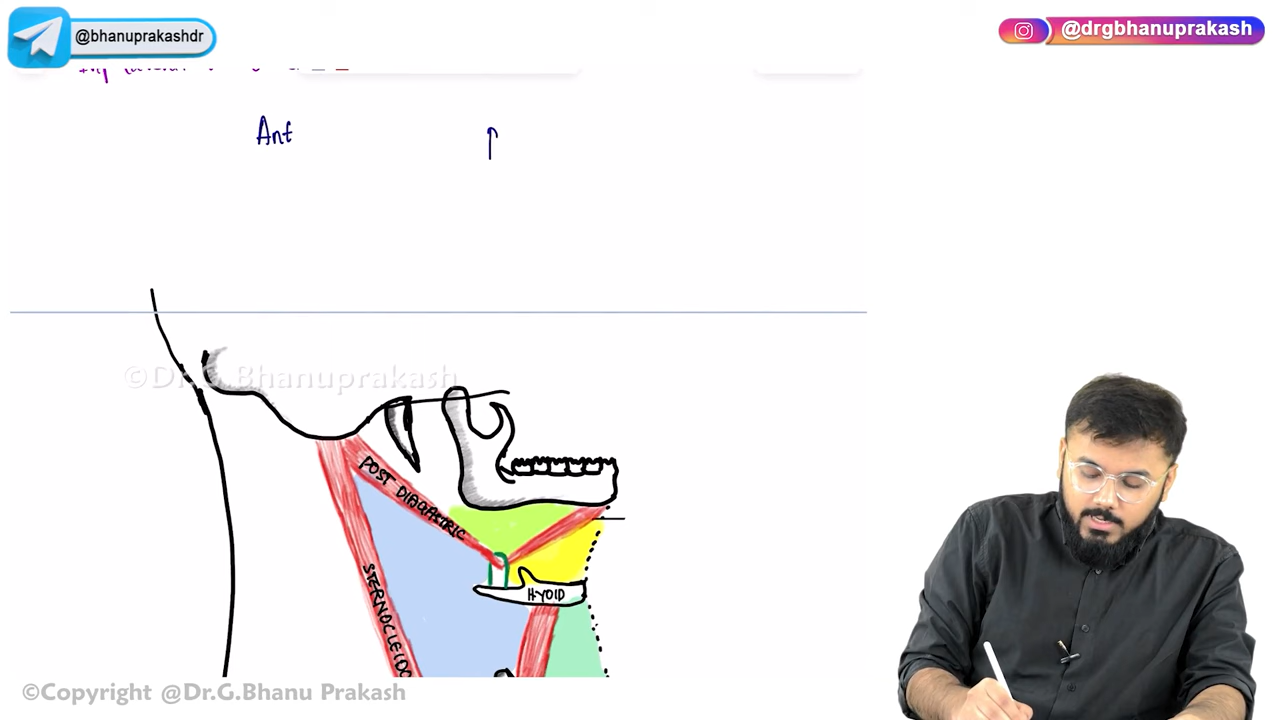 @bhanuprakashdr
@drgbhanuprakash
Ant
↑
©Dr.G.Bhanuprakash
POST DIAGASTRIC
HYOID
STERNOCLEIDO
©Copyright @Dr.G.Bhanu Prakash